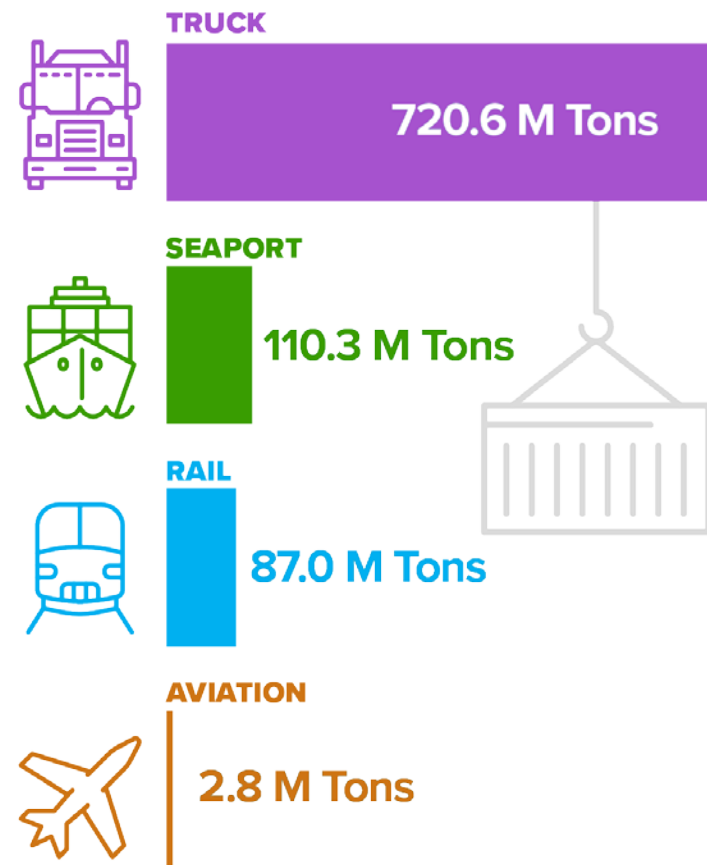 TRUCK
720.6 M Tons
SEAPORT
110.3 M Tons
RAIL
87.0 M Tons
AVIATION
2.8 M Tons